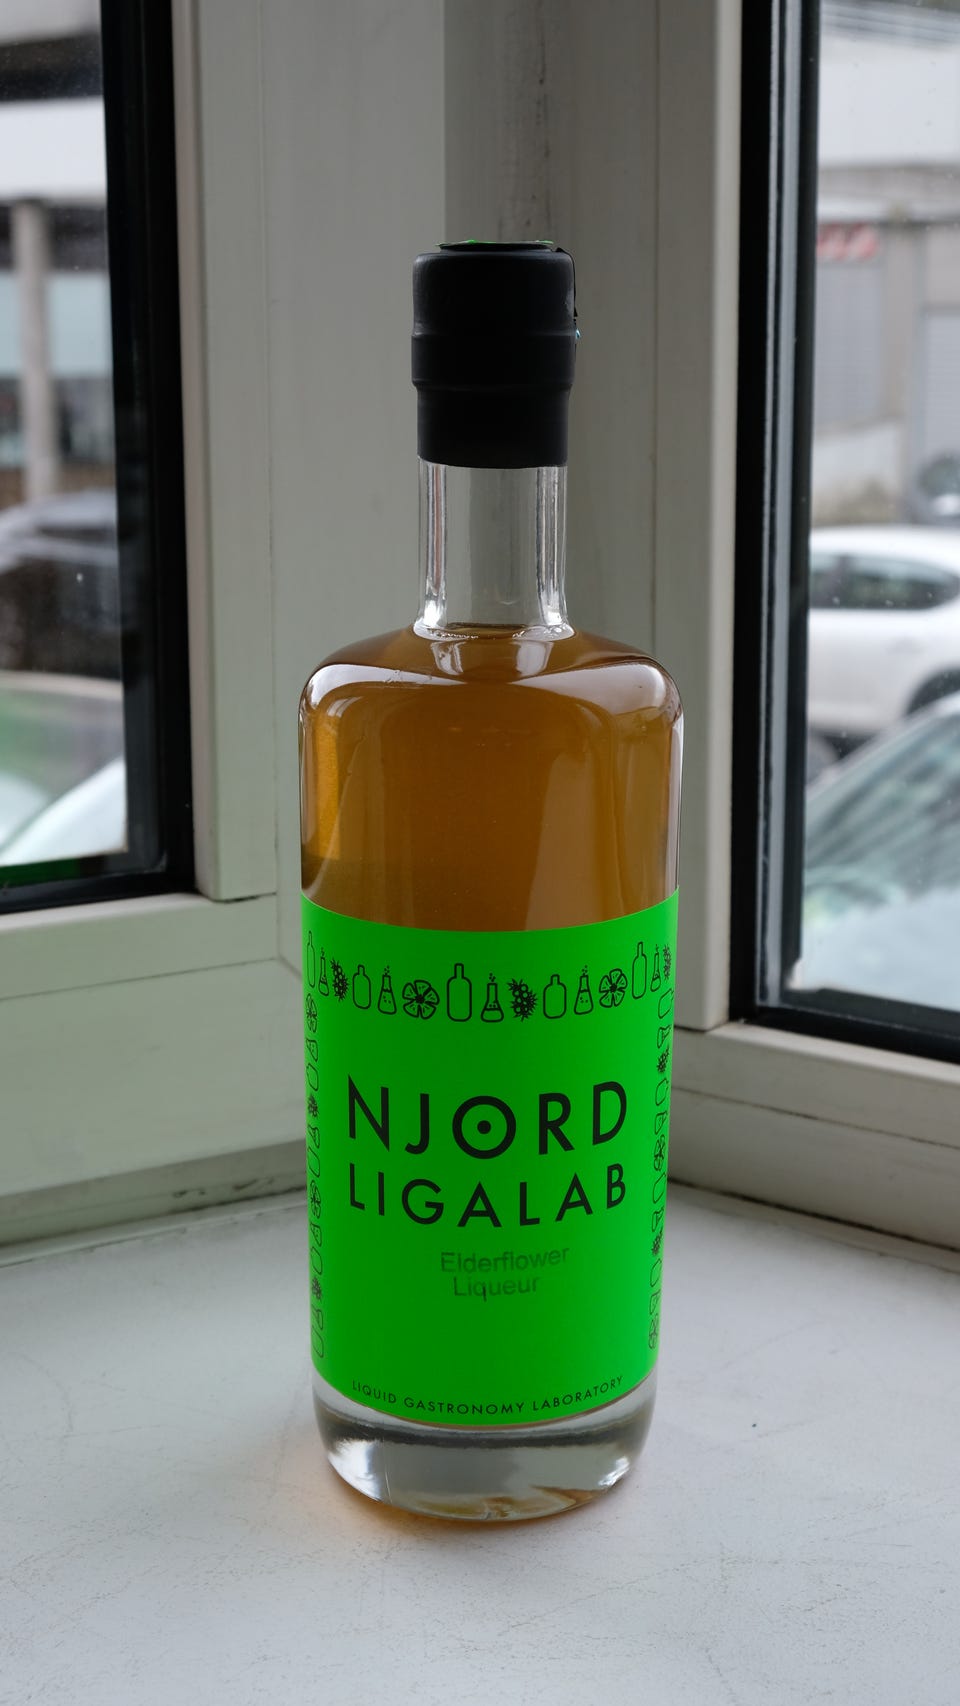 NJORD
LIGALAB
Elderflower
Liqueur
LIQUID GASTRONOMY LABORATORY